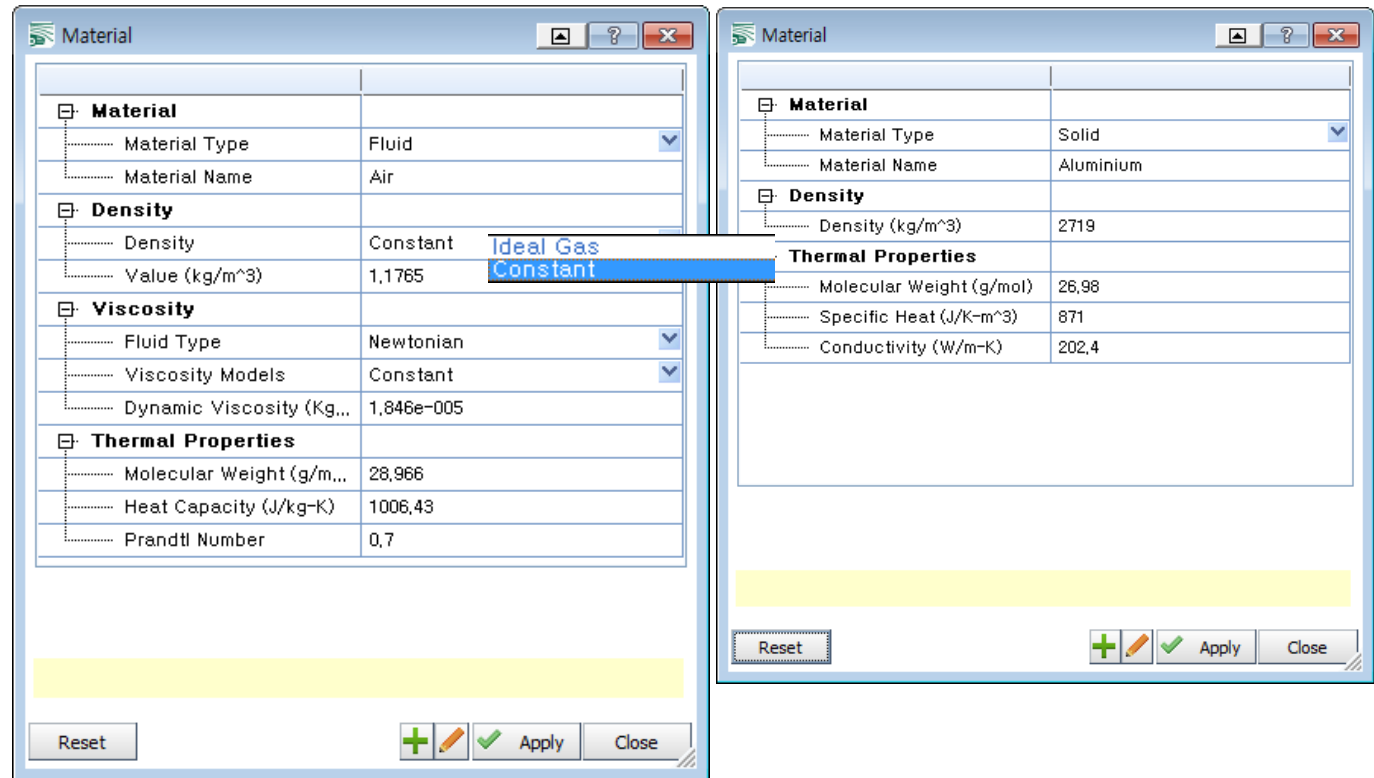 Material
Material
Material Type Fluid
Material Name Air
Density
Density Constant
Value (kg/m^3) 1,1765
Viscosity
Fluid Type Newtonian
Viscosity Models Constant
Dynamic Viscosity (Kg,,, 1,846e-005
Thermal Properties
Molecular Weight (g/m,,, 28,966
Heat Capacity (J/kg-K) 1006,43
Prandtl Number 0,7
Reset Apply Close
Ideal Gas
Constant
Material
Material
Material Type Solid
Material Name Aluminium
Density
Density (kg/m^3) 2719
Thermal Properties
Molecular Weight (g/mol) 26,98
Specific Heat (J/K-m^3) 871
Conductivity (W/m-K) 202,4
Reset Apply Close